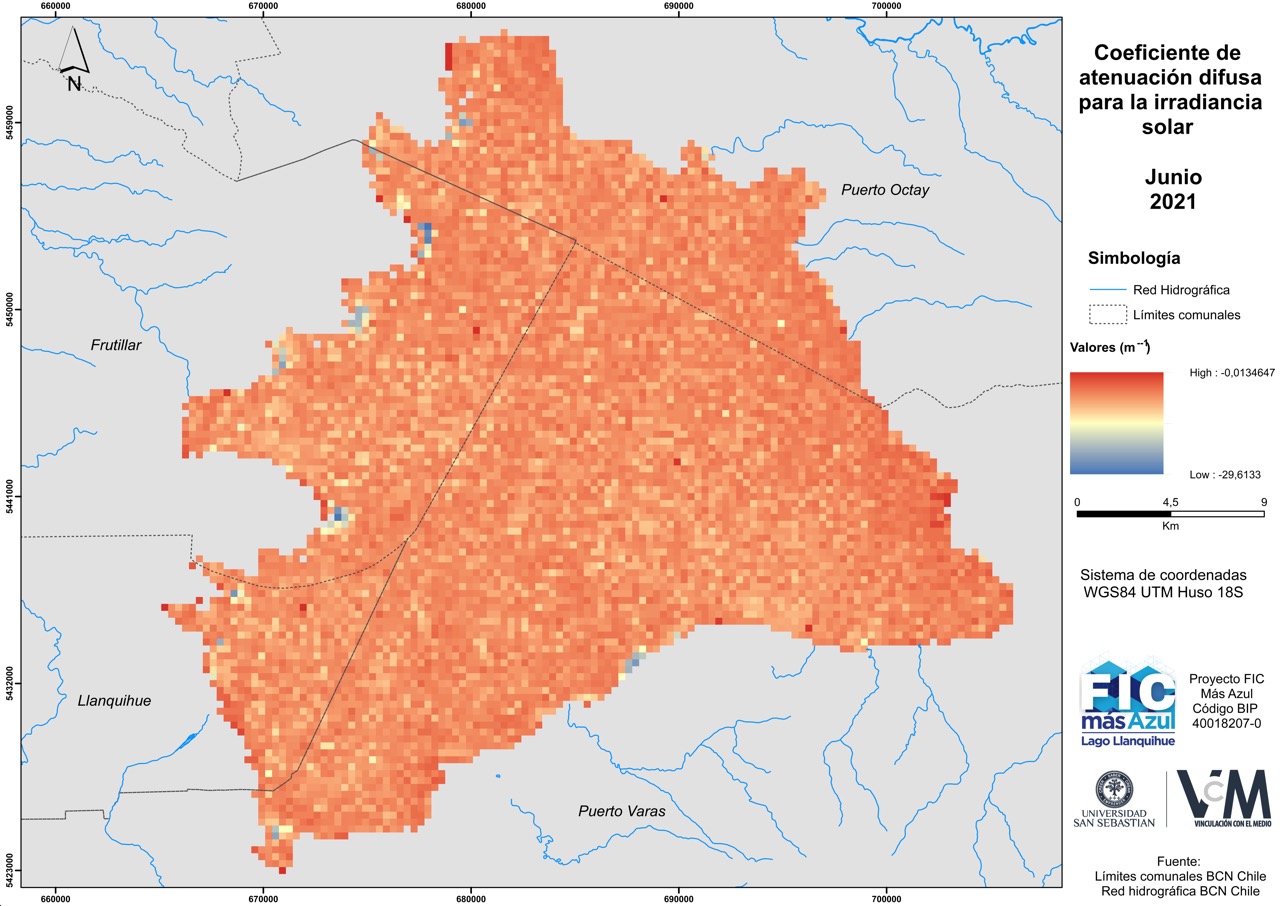 660000
670000
680000
690000
700000
5459000
5450000
5441000
5432000
5423000
N
Puerto Octay
Frutillar
Llanquihue
Puerto Varas
660000
670000
680000
690000
700000
Coeficiente de
atenuación difusa
para la irradiancia
solar
Junio
2021
Simbología
Red Hidrográfica
Límites comunales
Valores (m⁻¹)
High : -0,0134647
Low : -29,6133
0 4,5 9
Km
Sistema de coordenadas
WGS84 UTM Huso 18S
FIC
más Azul
Lago Llanquihue
Proyecto FIC
Más Azul
Código BIP
40018207-0
UNIVERSIDAD
SAN SEBASTIAN
VCM
VINCULACIÓN CON EL MEDIO
Fuente:
Límites comunales BCN Chile
Red hidrográfica BCN Chile